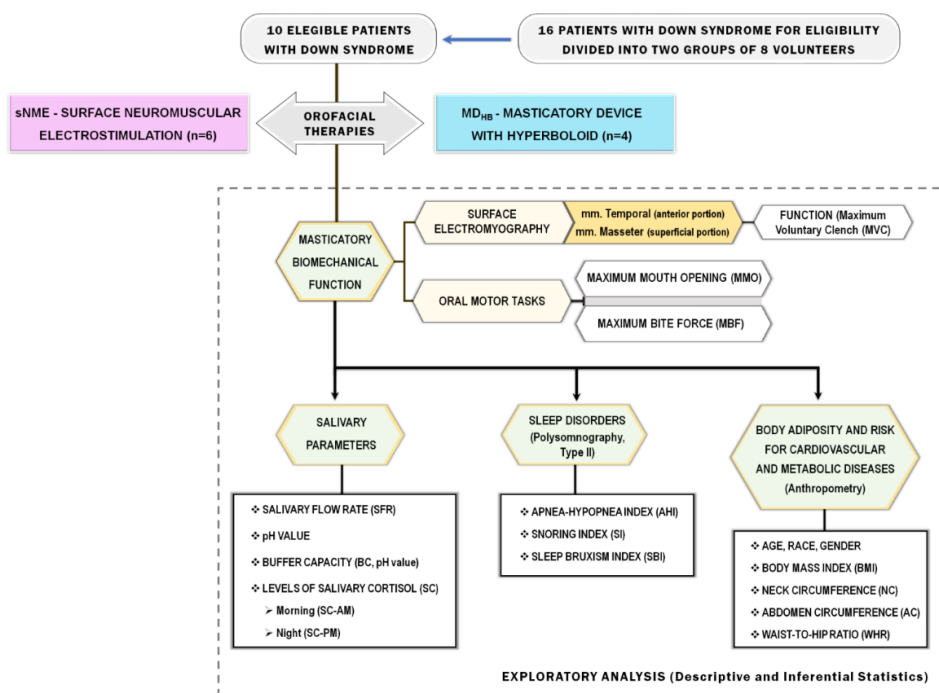 10 ELEGIBLE PATIENTS
WITH DOWN SYNDROME
16 PATIENTS WITH DOWN SYNDROME FOR ELIGIBILITY
DIVIDED INTO TWO GROUPS OF 8 VOLUNTEERS
sNME - SURFACE NEUROMUSCULAR
ELECTROSTIMULATION (n=6)
OROFACIAL
THERAPIES
MDHB - MASTICATORY DEVICE
WITH HYPERBOLOID (n=4)
MASTICATORY
BIOMECHANICAL
FUNCTION
SURFACE
ELECTROMYOGRAPHY
mm. Temporal (anterior portion)
mm. Masseter (superficial portion)
FUNCTION (Maximum
Voluntary Clench (MVC)
ORAL MOTOR TASKS
MAXIMUM MOUTH OPENING (MMO)
MAXIMUM BITE FORCE (MBF)
SALIVARY
PARAMETERS
❖ SALIVARY FLOW RATE (SFR)
❖ pH VALUE
❖ BUFFER CAPACITY (BC, pH value)
❖ LEVELS OF SALIVARY CORTISOL (SC)
➢ Morning (SC-AM)
➢ Night (SC-PM)
SLEEP DISORDERS
(Polysomnography,
Type II)
❖ APNEA-HYPOPNEA INDEX (AHI)
❖ SNORING INDEX (SI)
❖ SLEEP BRUXISM INDEX (SBI)
BODY ADIPOSITY AND RISK
FOR CARDIOVASCULAR
AND METABOLIC DISEASES
(Anthropometry)
❖ AGE, RACE, GENDER
❖ BODY MASS INDEX (BMI)
❖ NECK CIRCUMFERENCE (NC)
❖ ABDOMEN CIRCUMFERENCE (AC)
❖ WAIST-TO-HIP RATIO (WHR)
EXPLORATORY ANALYSIS (Descriptive and Inferential Statistics)